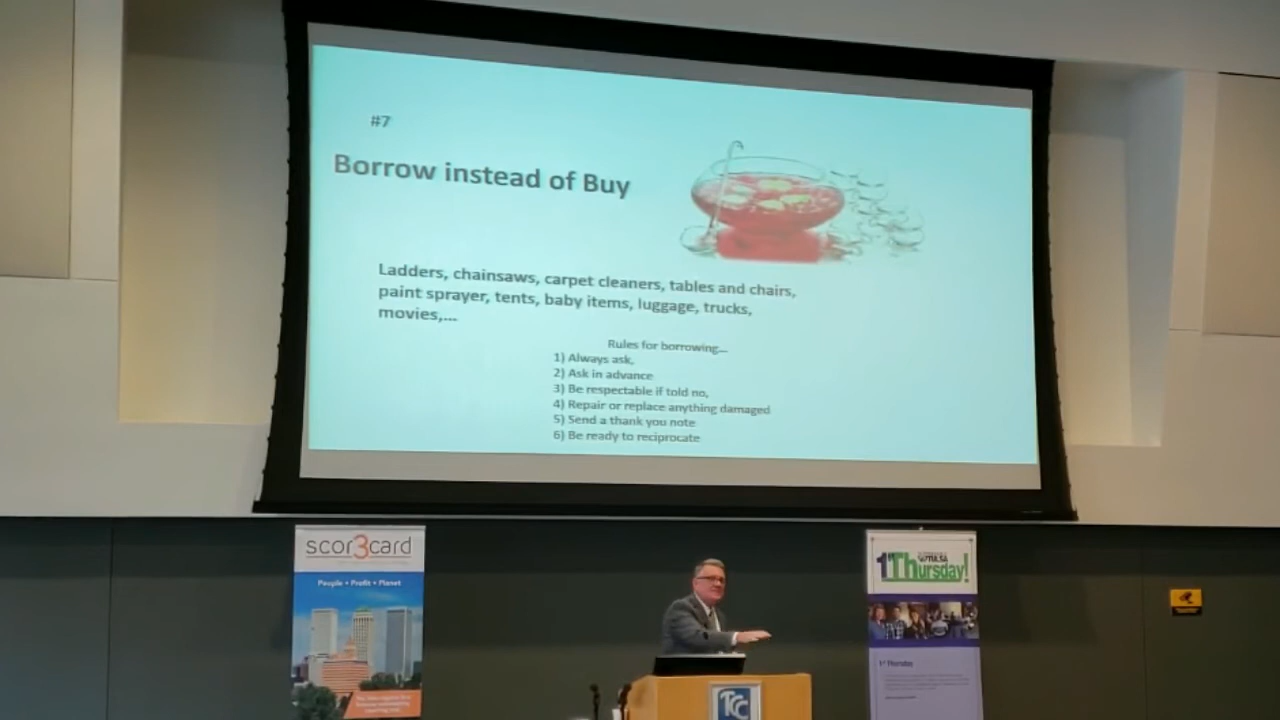 #7
Borrow instead of Buy
Ladders, chainsaws, carpet cleaners, tables and chairs,
paint sprayer, tents, baby items, luggage, trucks,
movies,...
Rules for borrowing...
1) Always ask,
2) Ask in advance
3) Be respectable if told no,
4) Repair or replace anything damaged
5) Send a thank you note
6) Be ready to reciprocate
scor3card
People • Profit • Planet
1st Thursday!
1st Thursday
TCC